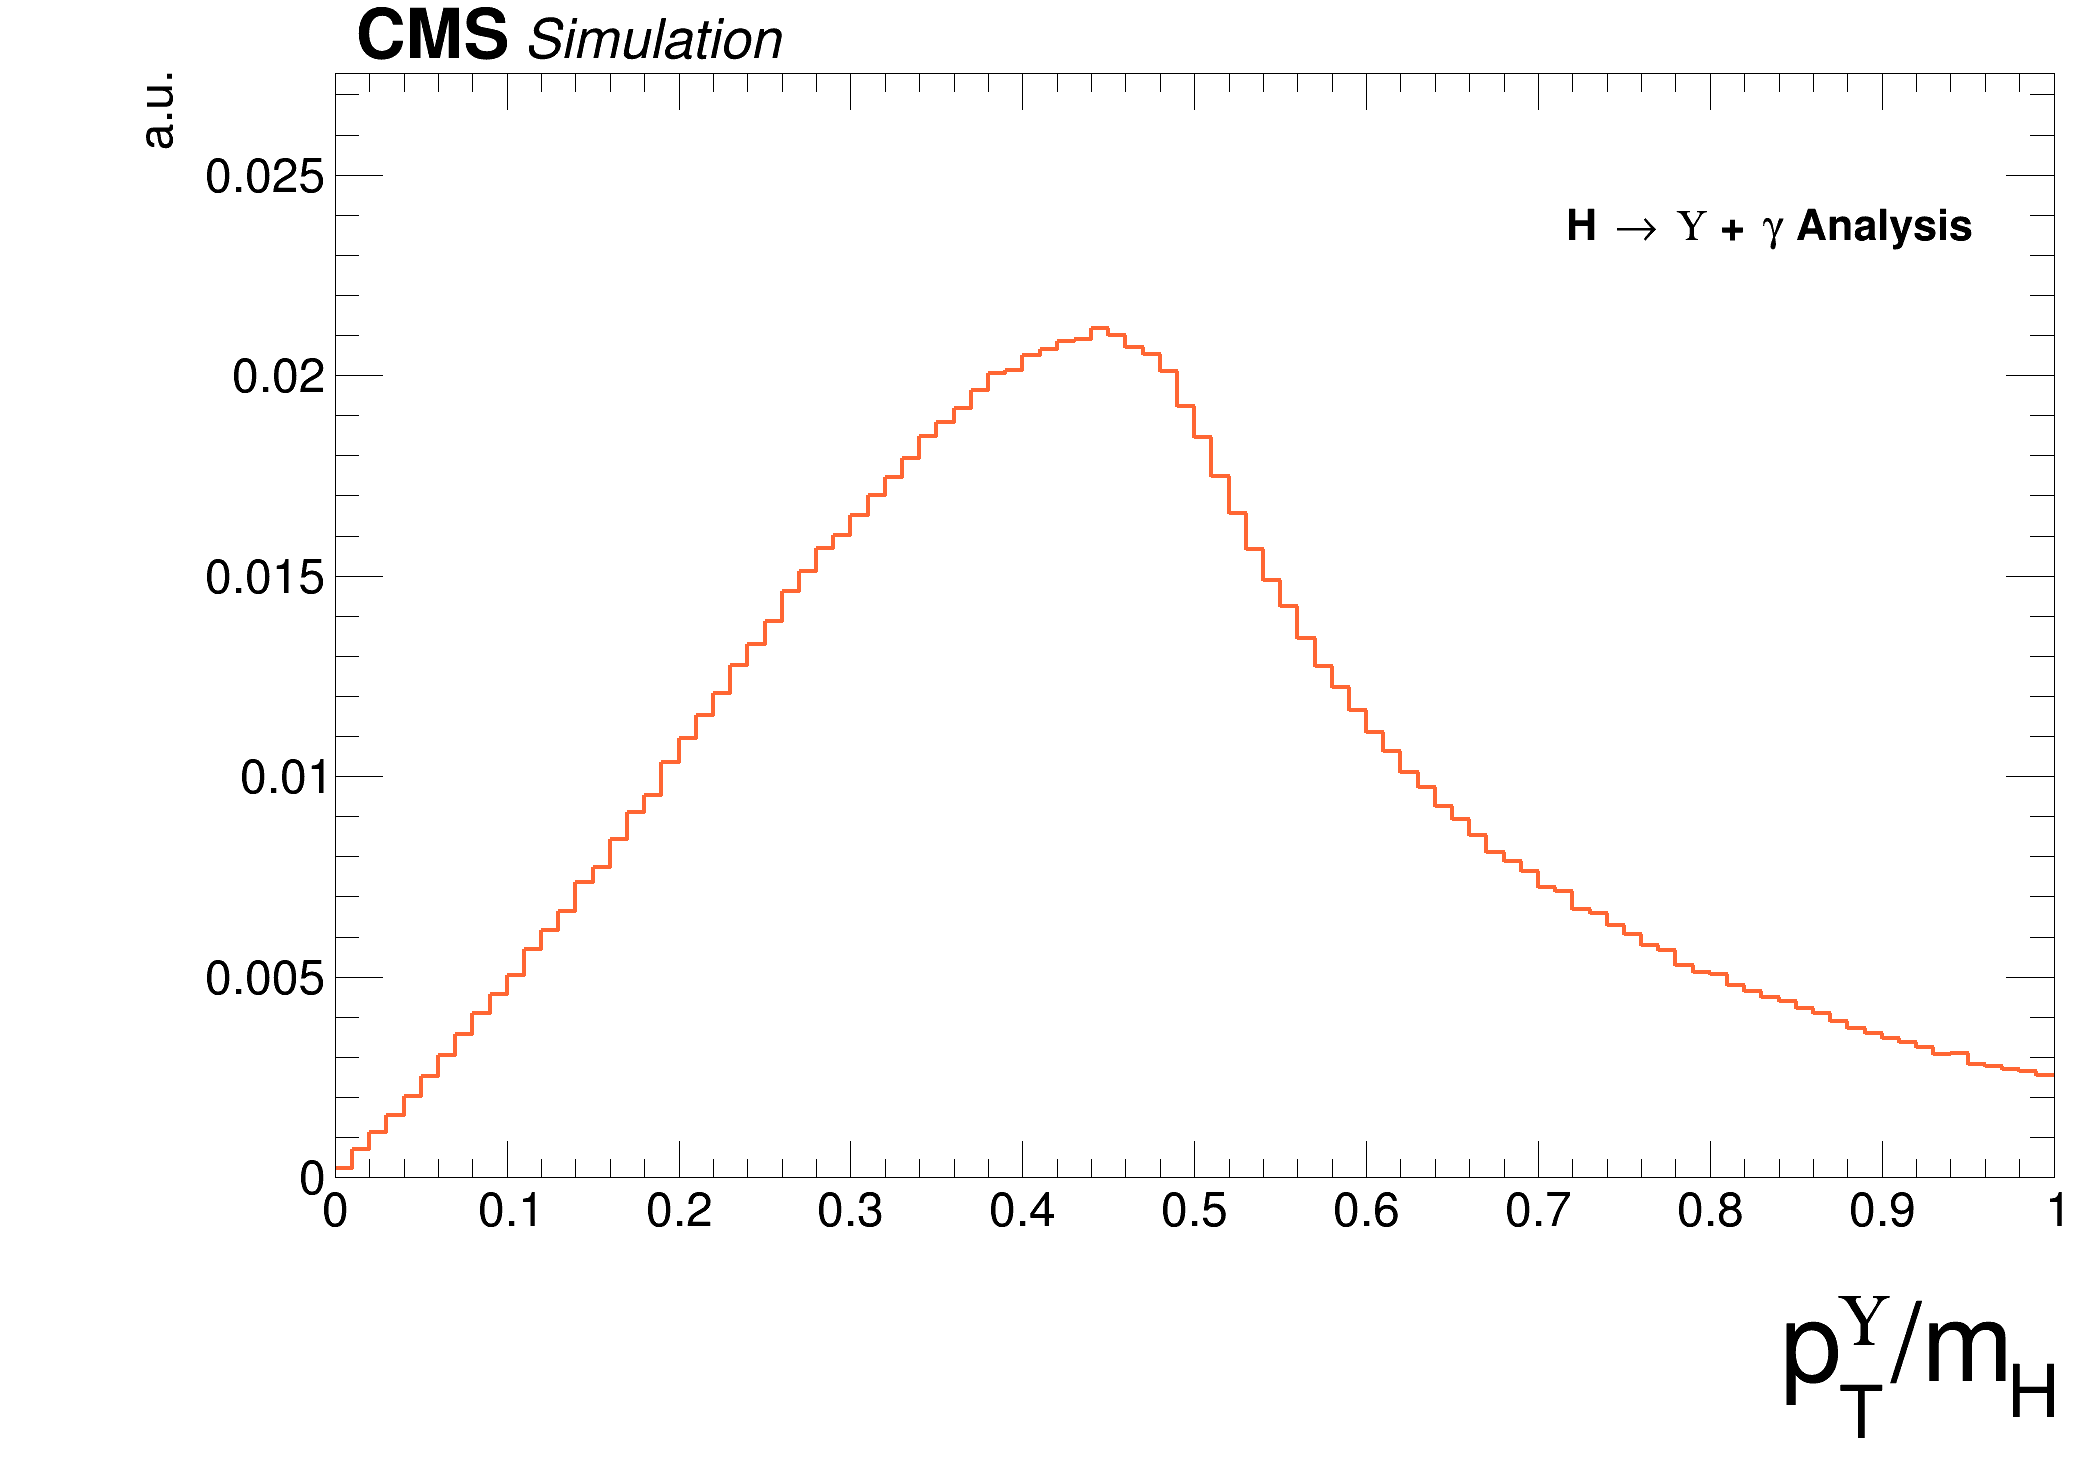 CMS Simulation
a.u.
0.025
H → Υ + γ Analysis
0.02
0.015
0.01
0.005
0
0 0.1 0.2 0.3 0.4 0.5 0.6 0.7 0.8 0.9 1
p_T^Υ/m_H